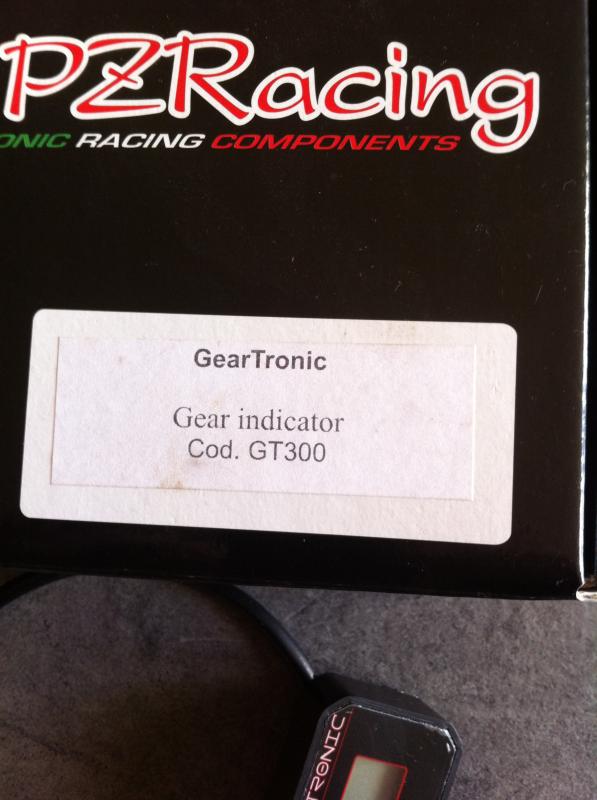 PZRacing
ONIC RACING COMPONENTS
GearTronic
Gear indicator
Cod. GT300
TRONIC